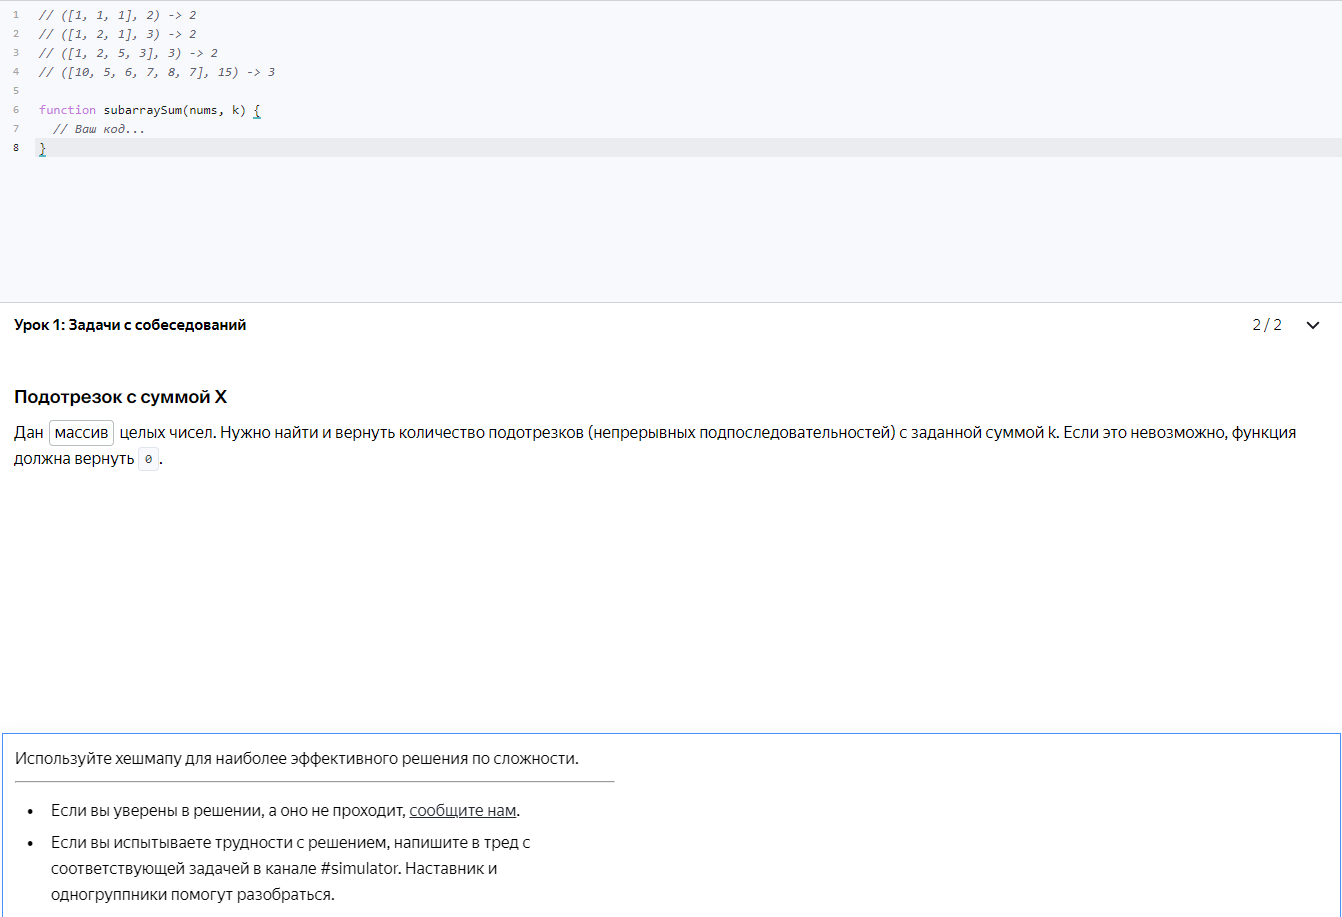 1 // ([1, 1, 1], 2) -> 2
2 // ([1, 2, 1], 3) -> 2
3 // ([1, 2, 5, 3], 3) -> 2
4 // ([10, 5, 6, 7, 8, 7], 15) -> 3
5
6 function subarraySum(nums, k) {
7 // Ваш код...
8 }
Урок 1: Задачи с собеседований 2 / 2
Подотрезок с суммой X
Дан массив целых чисел. Нужно найти и вернуть количество подотрезков (непрерывных подпоследовательностей) с заданной суммой k. Если это невозможно, функция
должна вернуть 0.
Используйте хешмапу для наиболее эффективного решения по сложности.
• Если вы уверены в решении, а оно не проходит, сообщите нам.
• Если вы испытываете трудности с решением, напишите в тред с
соответствующей задачей в канале #simulator. Наставник и
одногруппники помогут разобраться.